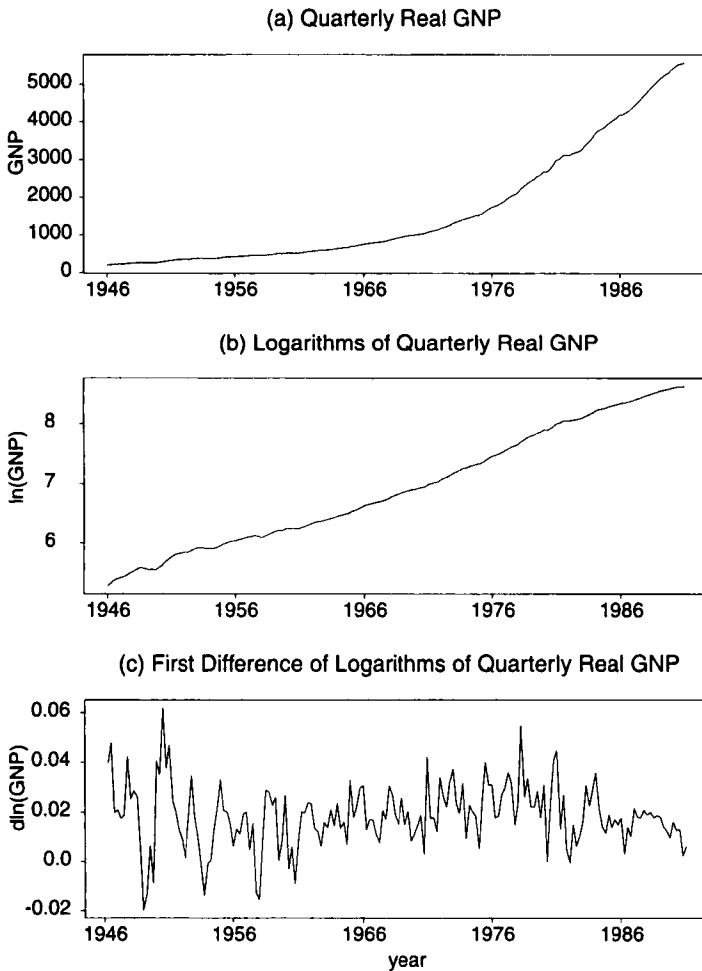 (a) Quarterly Real GNP
GNP
5000
4000
3000
2000
1000
0
1946 1956 1966 1976 1986
(b) Logarithms of Quarterly Real GNP
ln(GNP)
8
7
6
1946 1956 1966 1976 1986
(c) First Difference of Logarithms of Quarterly Real GNP
dln(GNP)
0.06
0.04
0.02
0.0
-0.02
1946 1956 1966 1976 1986
year